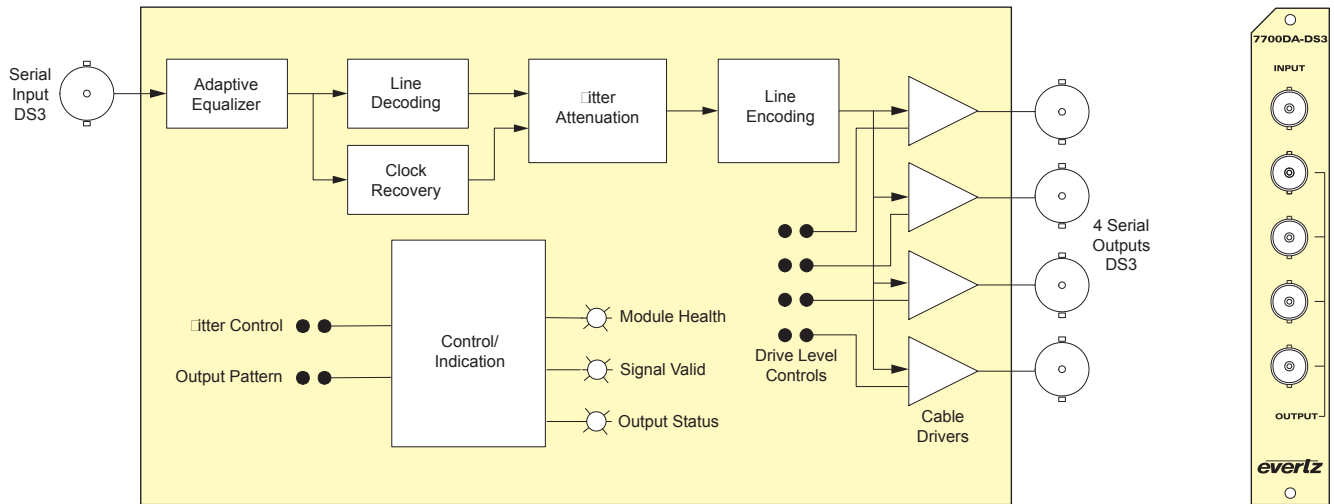 Serial
Input
DS3
Adaptive
Equalizer
Line
Decoding
Clock
Recovery
□itter
Attenuation
Line
Encoding
4 Serial
Outputs
DS3
□itter Control
Output Pattern
Control/
Indication
Module Health
Signal Valid
Output Status
Drive Level
Controls
Cable
Drivers
7700DA-DS3
INPUT
OUTPUT
evertz